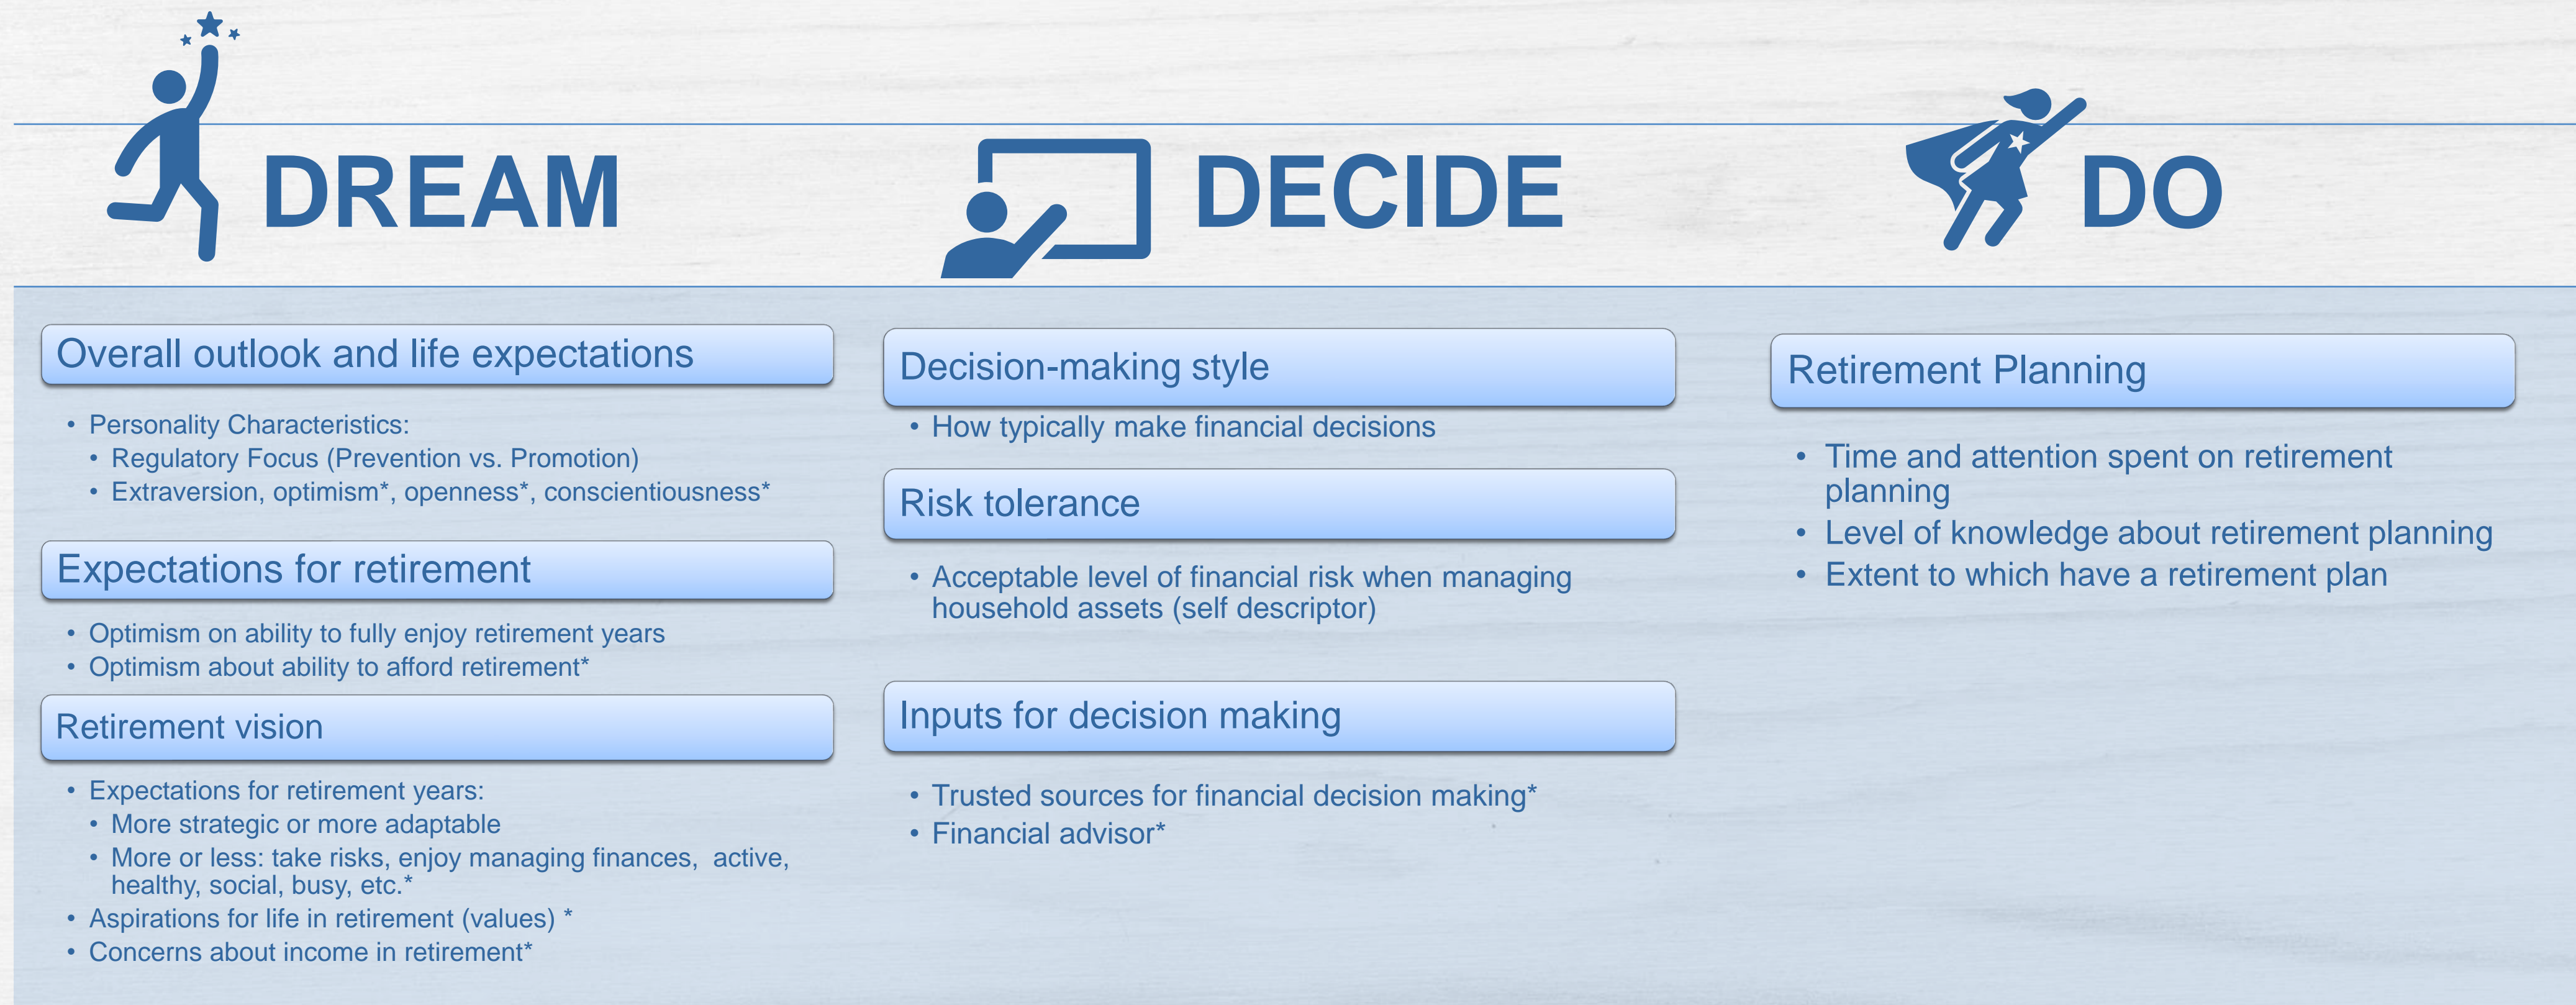 DREAM
Overall outlook and life expectations
• Personality Characteristics:
• Regulatory Focus (Prevention vs. Promotion)
• Extraversion, optimism*, openness*, conscientiousness*
Expectations for retirement
• Optimism on ability to fully enjoy retirement years
• Optimism about ability to afford retirement*
Retirement vision
• Expectations for retirement years:
• More strategic or more adaptable
• More or less: take risks, enjoy managing finances,  active,
healthy, social, busy, etc.*
• Aspirations for life in retirement (values) *
• Concerns about income in retirement*
DECIDE
Decision-making style
• How typically make financial decisions
Risk tolerance
• Acceptable level of financial risk when managing
household assets (self descriptor)
Inputs for decision making
• Trusted sources for financial decision making*
• Financial advisor*
DO
Retirement Planning
• Time and attention spent on retirement
planning
• Level of knowledge about retirement planning
• Extent to which have a retirement plan